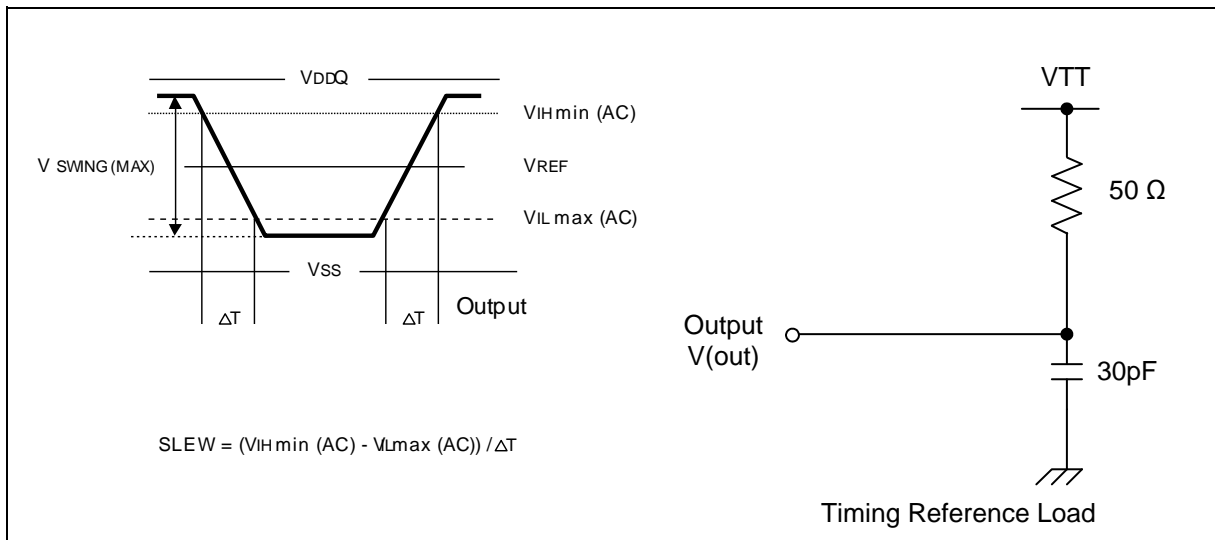 VDDQ
VIH min (AC)
V SWING (MAX)
VREF
VIL max (AC)
VSS
Output
ΔT
ΔT
SLEW = (VIH min (AC) - VILmax (AC)) / ΔT
VTT
50 Ω
Output
V(out)
30pF
Timing Reference Load